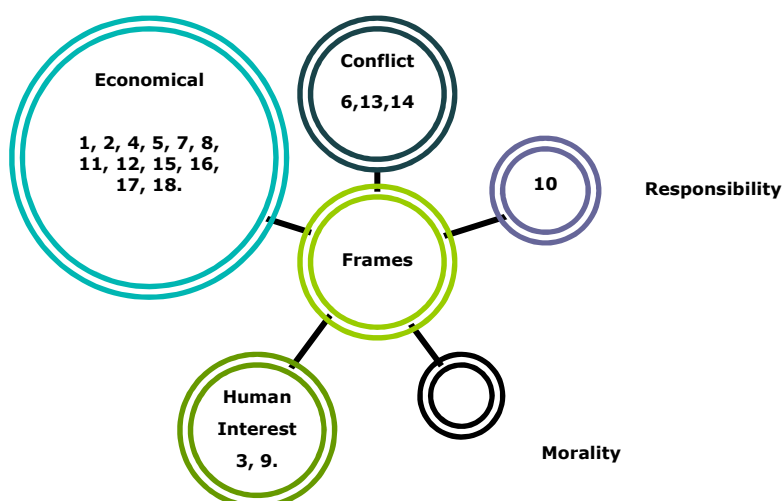 Economical
1, 2, 4, 5, 7, 8,
11, 12, 15, 16,
17, 18.
Conflict
6,13,14
10
Responsibility
Frames
Human
Interest
3, 9.
Morality